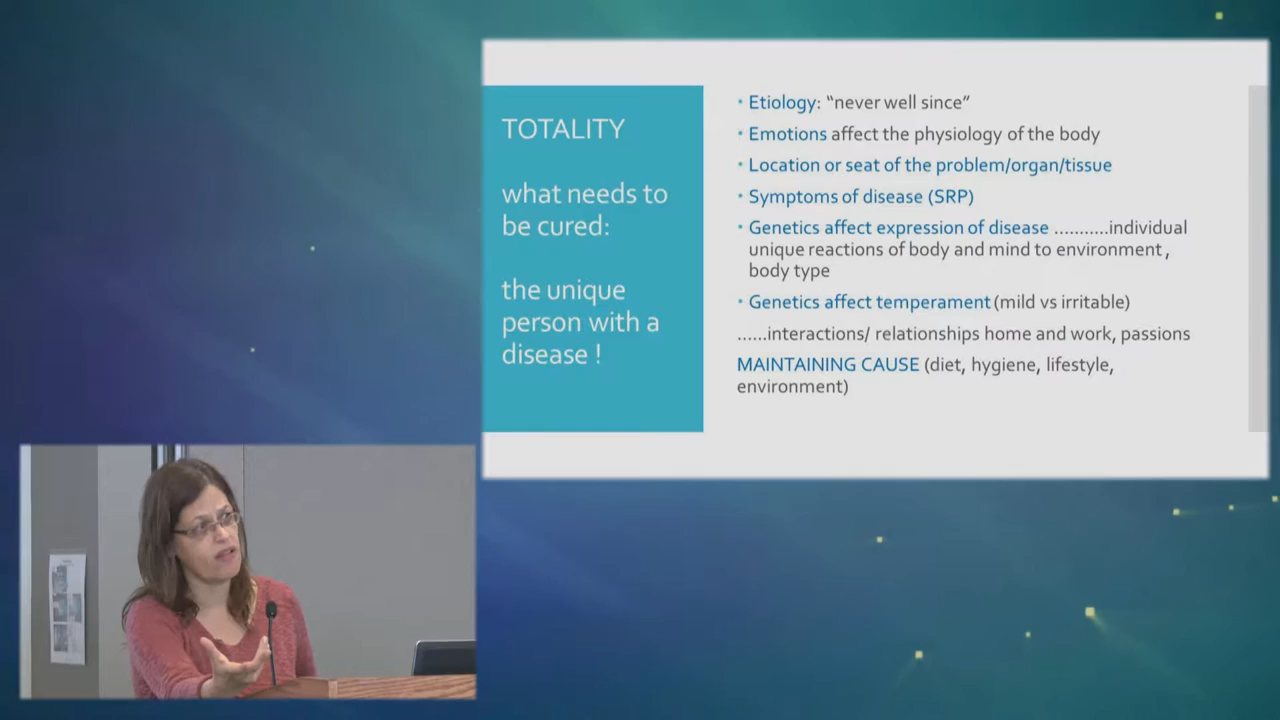 TOTALITY
what needs to
be cured:
the unique
person with a
disease !
• Etiology: “never well since”
• Emotions affect the physiology of the body
• Location or seat of the problem/organ/tissue
• Symptoms of disease (SRP)
• Genetics affect expression of disease ...........individual
unique reactions of body and mind to environment ,
body type
• Genetics affect temperament (mild vs irritable)
......interactions/ relationships home and work, passions
MAINTAINING CAUSE (diet, hygiene, lifestyle,
environment)